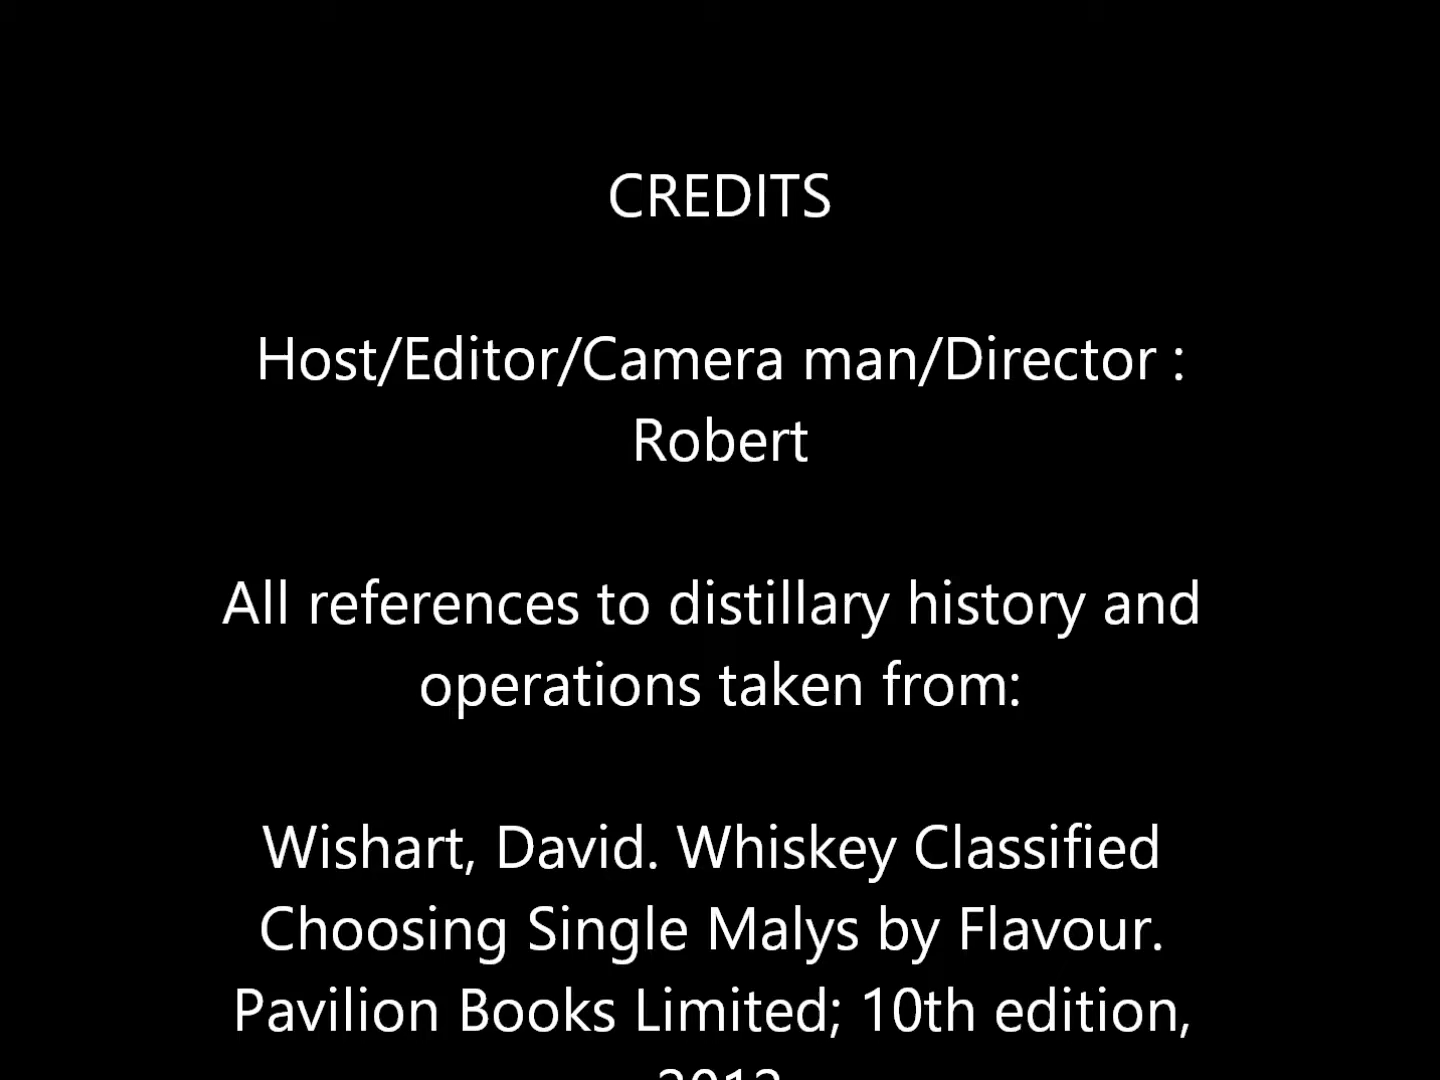 CREDITS
Host/Editor/Camera man/Director :
Robert
All references to distillary history and
operations taken from:
Wishart, David. Whiskey Classified
Choosing Single Malys by Flavour.
Pavilion Books Limited; 10th edition,